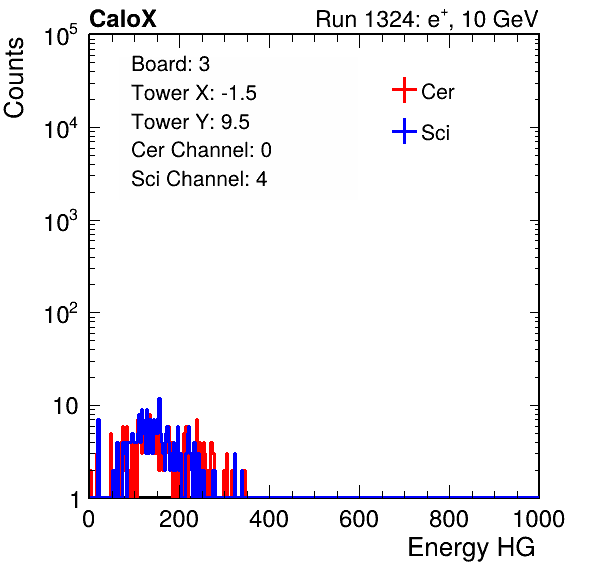 CaloX Run 1324: e⁺, 10 GeV
Counts
10⁵
10⁴
10³
10²
10
1
Board: 3
Tower X: -1.5
Tower Y: 9.5
Cer Channel: 0
Sci Channel: 4
Cer
Sci
0 200 400 600 800 1000
Energy HG